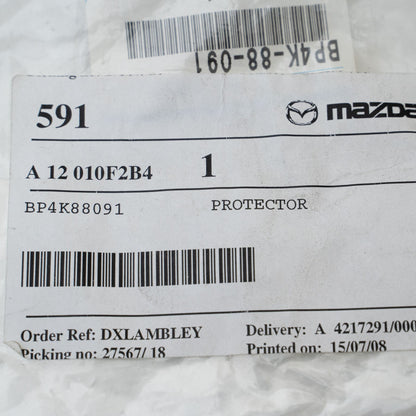 BP4K-88-091
591 mazda
A 12 010F2B4 1
BP4K88091 PROTECTOR
Order Ref: DXLAMBLEY Delivery: A 4217291/000
Picking no: 27567/ 18 Printed on: 15/07/08